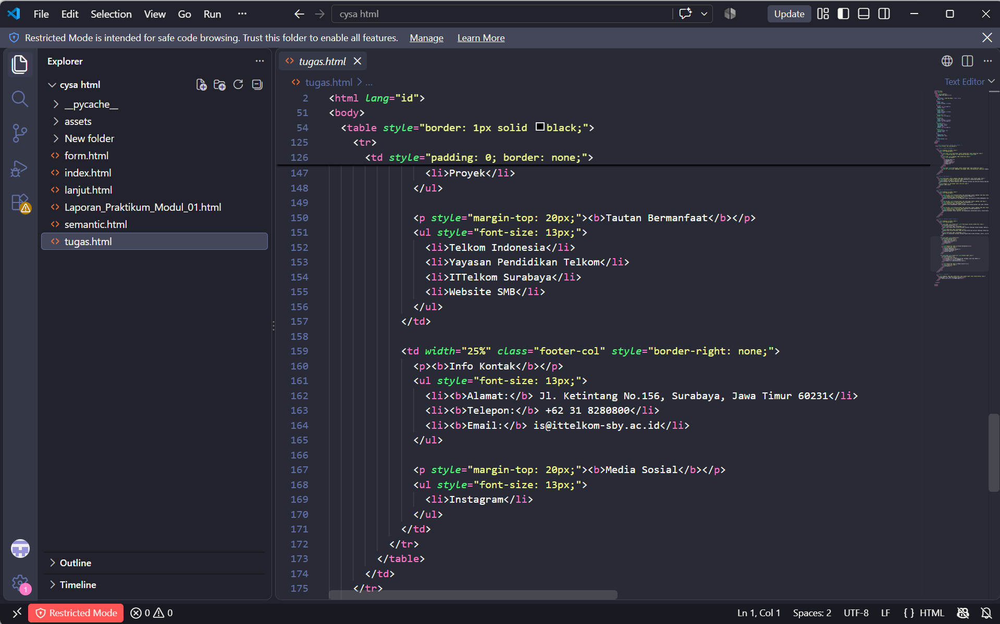 File Edit Selection View Go Run ···
cysa html
Update
Restricted Mode is intended for safe code browsing. Trust this folder to enable all features. Manage Learn More
Explorer
cysa html
__pycache__
assets
New folder
form.html
index.html
lanjut.html
Laporan_Praktikum_Modul_01.html
semantic.html
tugas.html
Outline
Timeline
1
tugas.html
tugas.html > ...
Text Editor
2 <html lang="id">
51 <body>
54 <table style="border: 1px solid black;">
125 <tr>
126 <td style="padding: 0; border: none;">
147 <li>Proyek</li>
148 </ul>
149
150 <p style="margin-top: 20px;"><b>Tautan Bermanfaat</b></p>
151 <ul style="font-size: 13px;">
152 <li>Telkom Indonesia</li>
153 <li>Yayasan Pendidikan Telkom</li>
154 <li>ITTelkom Surabaya</li>
155 <li>Website SMB</li>
156 </ul>
157 </td>
158
159 <td width="25%" class="footer-col" style="border-right: none;">
160 <p><b>Info Kontak</b></p>
161 <ul style="font-size: 13px;">
162 <li><b>Alamat:</b> Jl. Ketintang No.156, Surabaya, Jawa Timur 60231</li>
163 <li><b>Telepon:</b> +62 31 8280800</li>
164 <li><b>Email:</b> is@ittelkom-sby.ac.id</li>
165 </ul>
166
167 <p style="margin-top: 20px;"><b>Media Sosial</b></p>
168 <ul style="font-size: 13px;">
169 <li>Instagram</li>
170 </ul>
171 </td>
172 </tr>
173 </table>
174 </td>
175 </tr>
Restricted Mode 0 0
Ln 1, Col 1 Spaces: 2 UTF-8 LF { } HTML